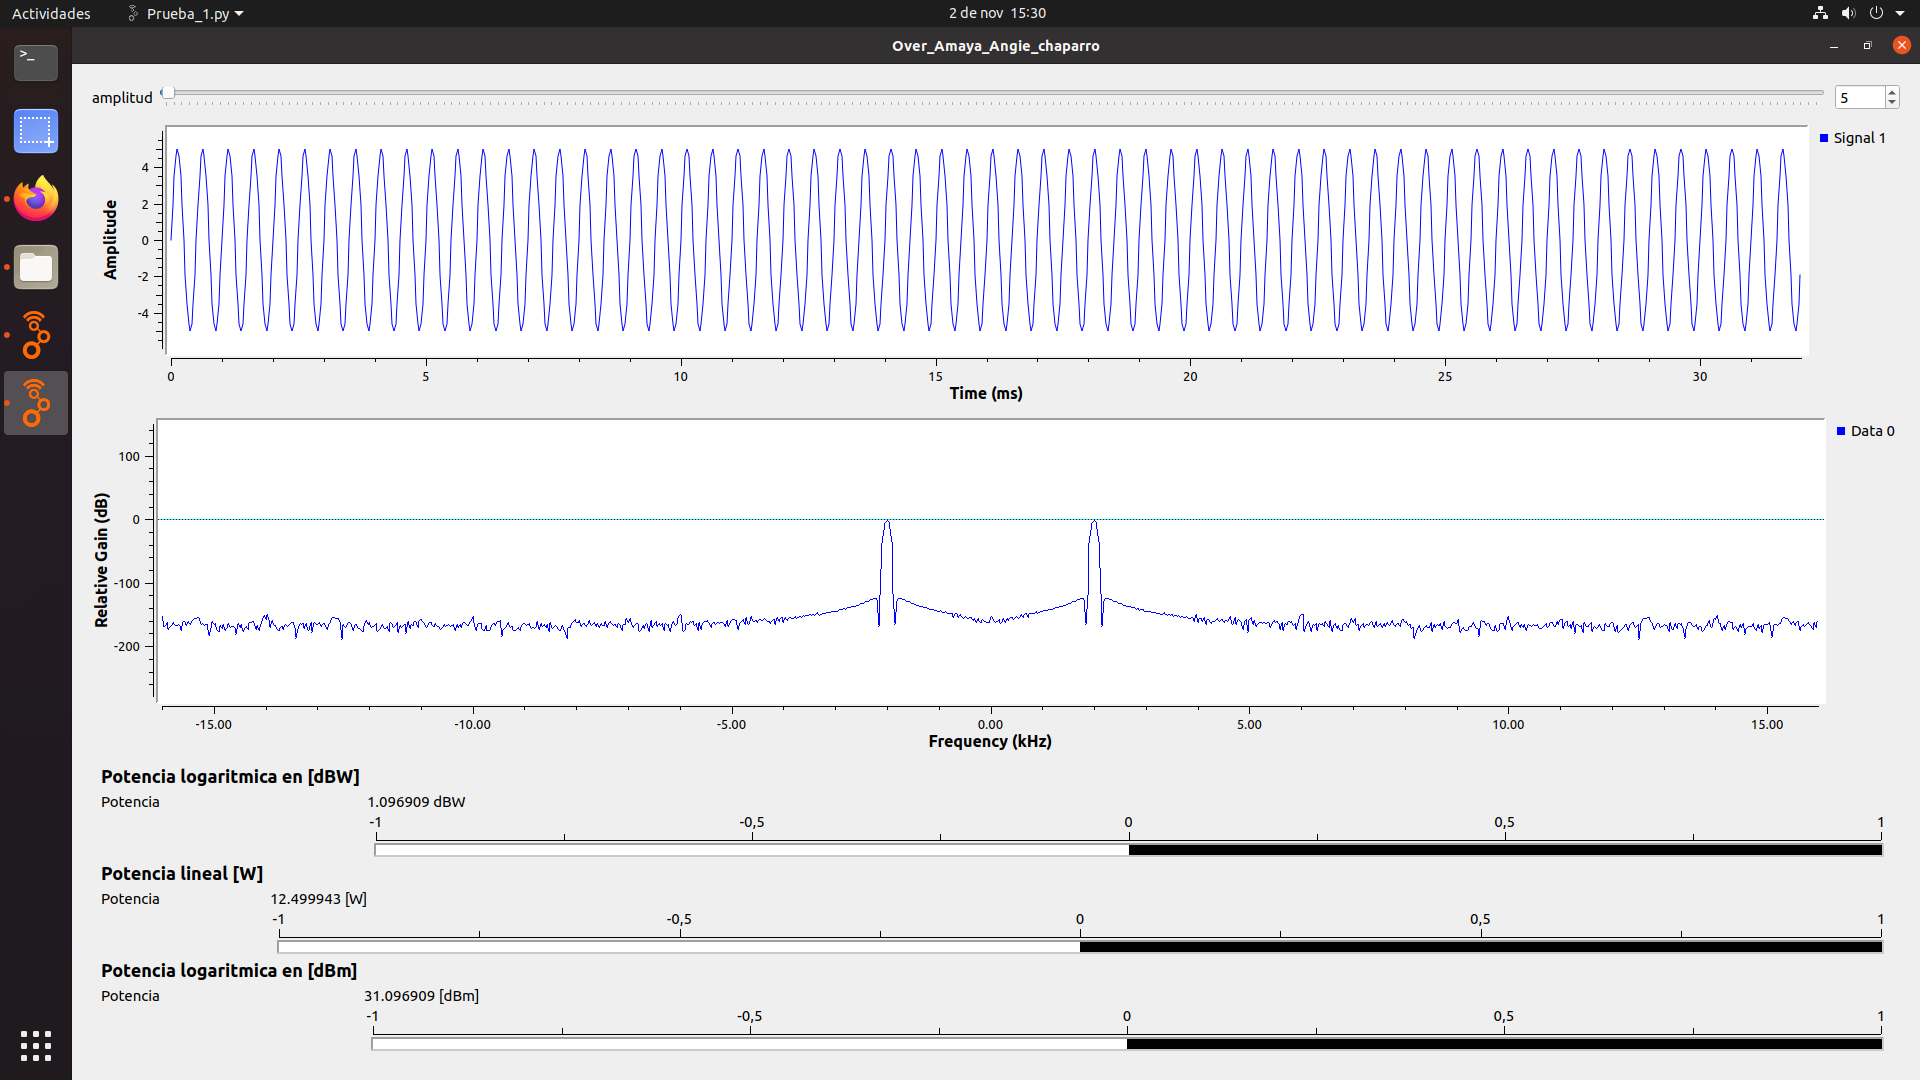 Actividades
Prueba_1.py
2 de nov 15:30
Over_Amaya_Angie_chaparro
amplitud
5
Signal 1
Amplitude
4
2
0
-2
-4
0 5 10 15 20 25 30
Time (ms)
Data 0
Relative Gain (dB)
100
0
-100
-200
-15.00 -10.00 -5.00 0.00 5.00 10.00 15.00
Frequency (kHz)
Potencia logaritmica en [dBW]
Potencia 1.096909 dBW
-1 -0,5 0 0,5 1
Potencia lineal [W]
Potencia 12.499943 [W]
-1 -0,5 0 0,5 1
Potencia logaritmica en [dBm]
Potencia 31.096909 [dBm]
-1 -0,5 0 0,5 1